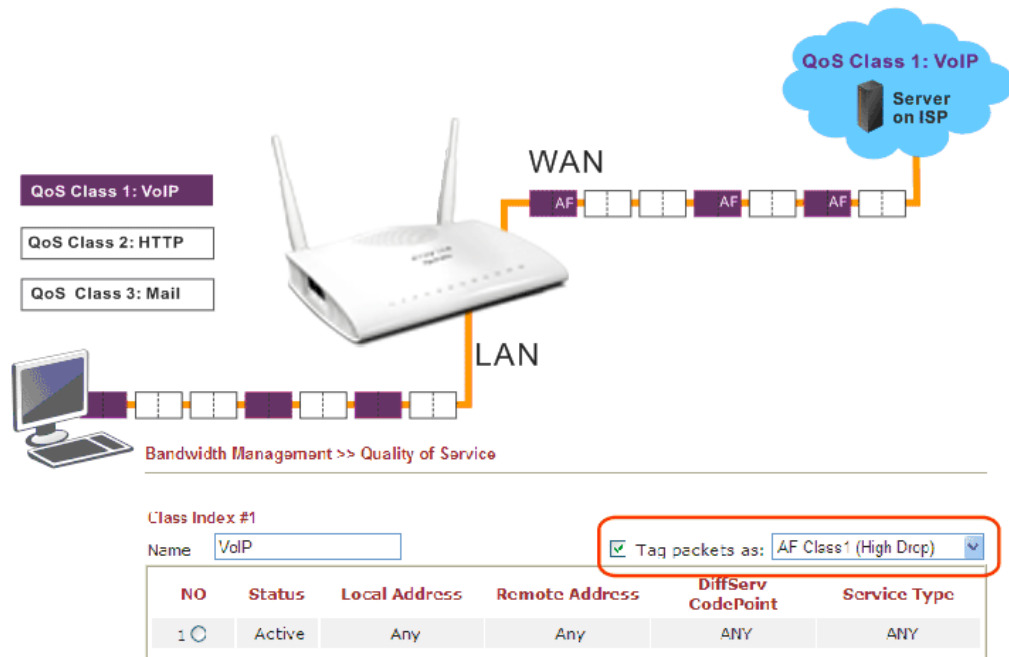 QoS Class 1: VoIP
Server
on ISP
WAN
QoS Class 1: VoIP
AF
AF
AF
QoS Class 2: HTTP
QoS Class 3: Mail
LAN
Bandwidth Management >> Quality of Service
Class Index #1
Name VoIP Tag packets as: AF Class1 (High Drop)
NO Status Local Address Remote Address DiffServ CodePoint Service Type
1 Active Any Any ANY ANY